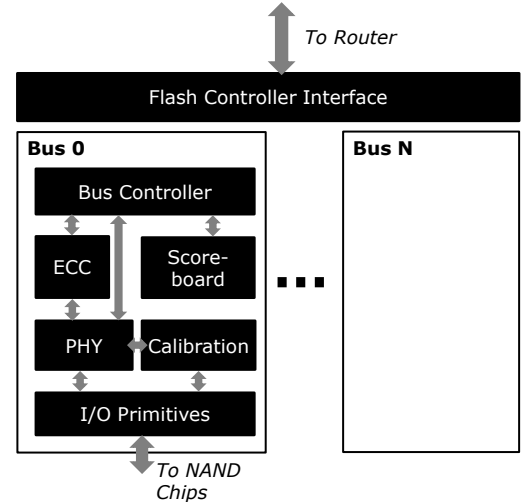 To Router
Flash Controller Interface
Bus 0
Bus Controller
ECC
Score-
board
PHY
Calibration
I/O Primitives
To NAND
Chips
Bus N